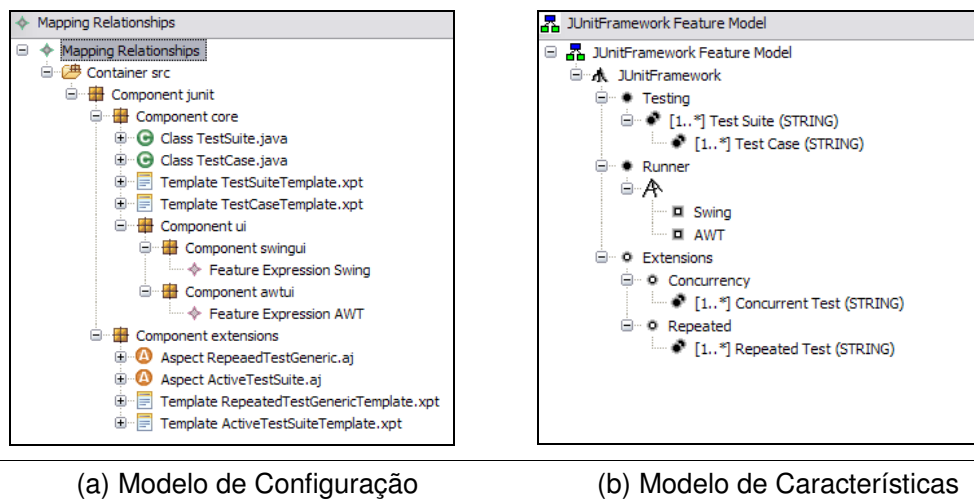 Mapping Relationships
Mapping Relationships
Container src
Component junit
Component core
Class TestSuite.java
Class TestCase.java
Template TestSuiteTemplate.xpt
Template TestCaseTemplate.xpt
Component ui
Component swingui
Feature Expression Swing
Component awtui
Feature Expression AWT
Component extensions
Aspect RepeaedTestGeneric.aj
Aspect ActiveTestSuite.aj
Template RepeatedTestGenericTemplate.xpt
Template ActiveTestSuiteTemplate.xpt
(a) Modelo de Configuração
JUnitFramework Feature Model
JUnitFramework Feature Model
JUnitFramework
Testing
[1..*] Test Suite (STRING)
[1..*] Test Case (STRING)
Runner
Swing
AWT
Extensions
Concurrency
[1..*] Concurrent Test (STRING)
Repeated
[1..*] Repeated Test (STRING)
(b) Modelo de Características